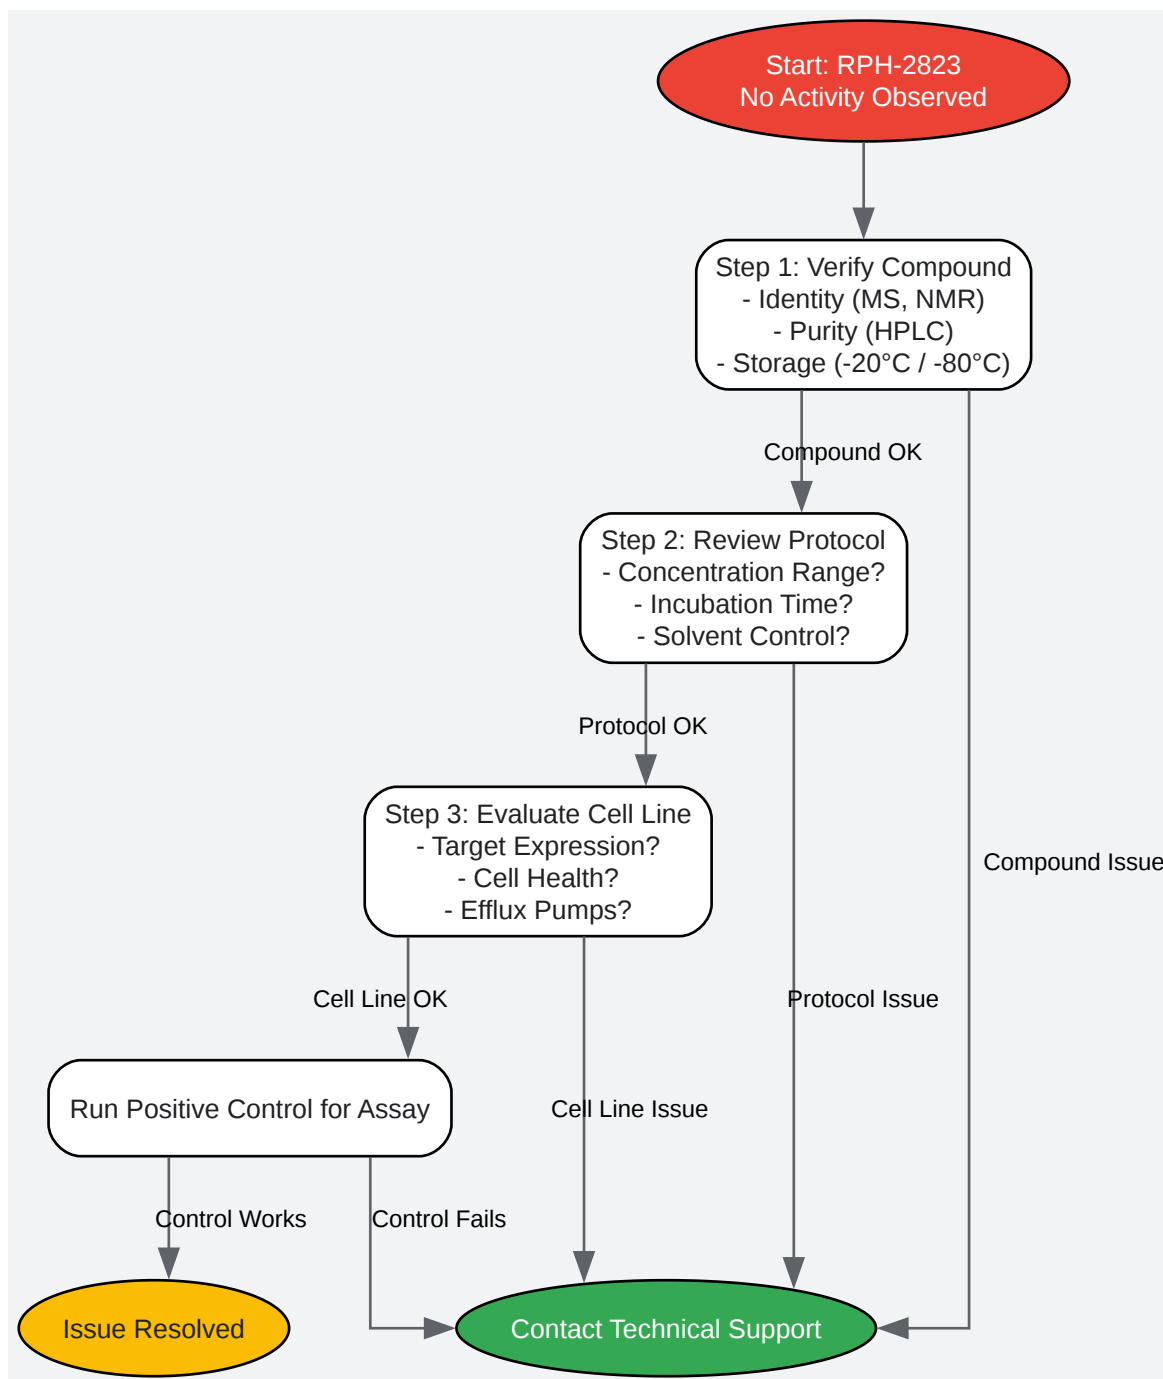 Start: RPH-2823
No Activity Observed
Step 1: Verify Compound
- Identity (MS, NMR)
- Purity (HPLC)
- Storage (-20°C / -80°C)
Compound OK
Step 2: Review Protocol
- Concentration Range?
- Incubation Time?
- Solvent Control?
Protocol OK
Step 3: Evaluate Cell Line
- Target Expression?
- Cell Health?
- Efflux Pumps?
Compound Issue
Cell Line OK
Protocol Issue
Run Positive Control for Assay
Cell Line Issue
Control Works
Control Fails
Issue Resolved
Contact Technical Support